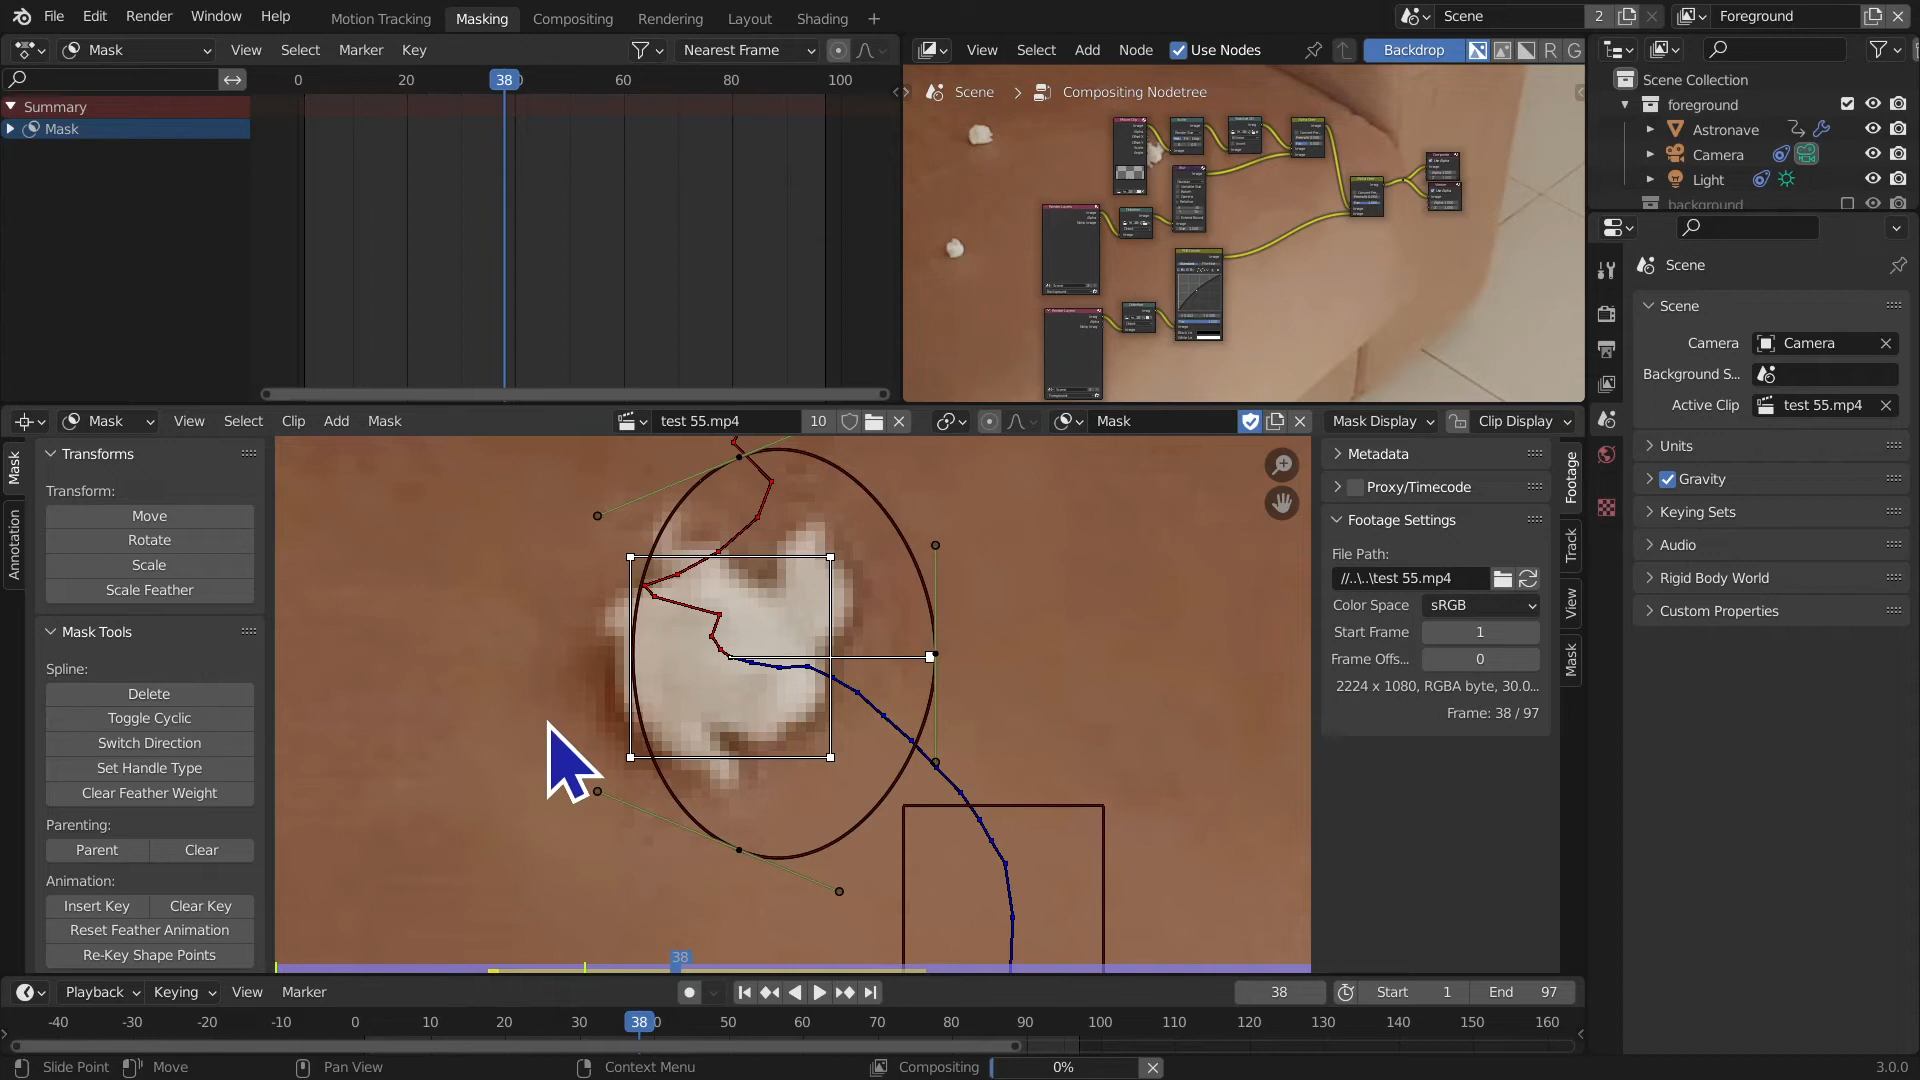 File Edit Render Window Help Motion Tracking Masking Compositing Rendering Layout Shading + Scene 2 Foreground
Mask View Select Marker Key Nearest Frame
View Select Add Node Use Nodes Backdrop R G
0 20 38 60 80 100
Summary
Mask
Scene > Compositing Nodetree
Scene Collection
foreground
Astronave
Camera
Light
background
Scene
Scene
Camera Camera
Background S...
Active Clip test 55.mp4
Units
Gravity
Keying Sets
Audio
Rigid Body World
Custom Properties
Mask View Select Clip Add Mask test 55.mp4 10 Mask Mask Display Clip Display
Mask
Annotation
Transforms
Transform:
Move
Rotate
Scale
Scale Feather
Mask Tools
Spline:
Delete
Toggle Cyclic
Switch Direction
Set Handle Type
Clear Feather Weight
Parenting:
Parent Clear
Animation:
Insert Key Clear Key
Reset Feather Animation
Re-Key Shape Points
38
Metadata
Proxy/Timecode
Footage Settings
File Path:
//..\..\test 55.mp4
Color Space sRGB
Start Frame 1
Frame Offs... 0
2224 x 1080, RGBA byte, 30.0...
Frame: 38 / 97
Footage
Track
View
Mask
Playback Keying View Marker 38 Start 1 End 97
-40 -30 -20 -10 0 10 20 30 38 50 60 70 80 90 100 110 120 130 140 150 160
Slide Point Move Pan View Context Menu Compositing 0% 3.0.0